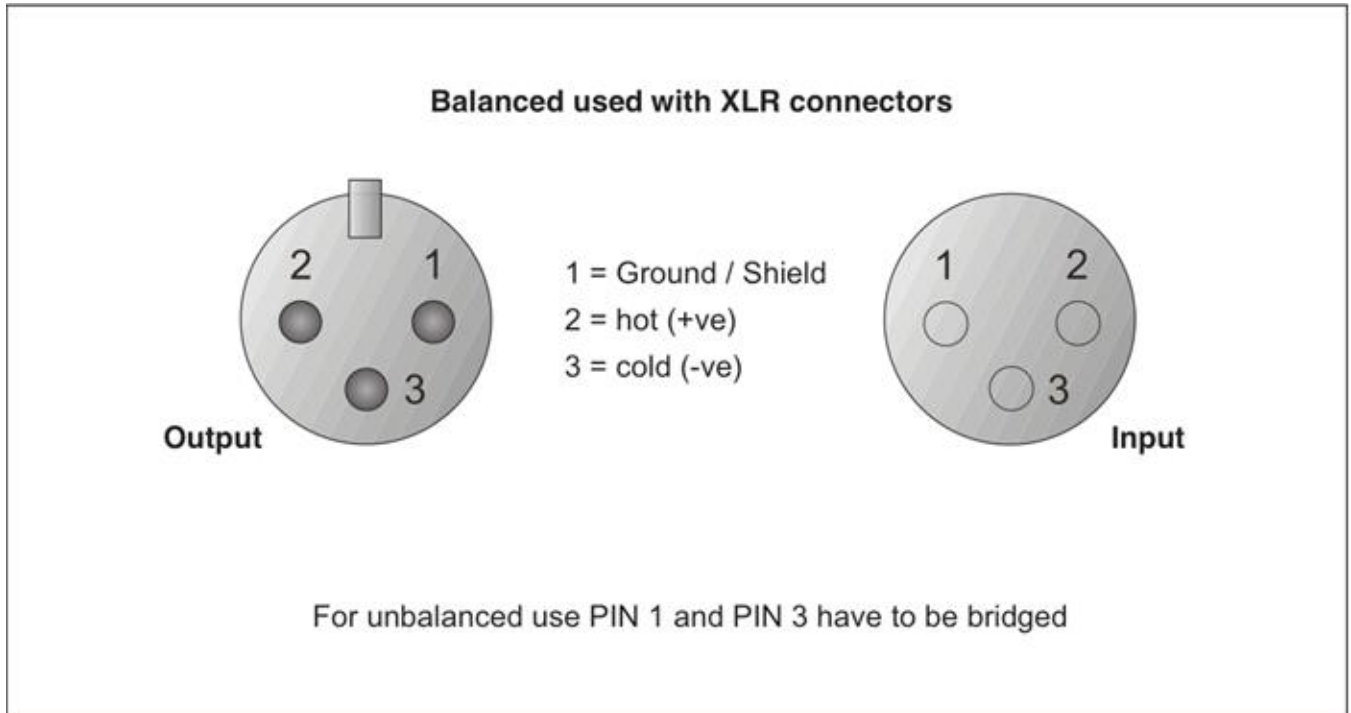 Balanced used with XLR connectors
2 1
3
Output
1 = Ground / Shield
2 = hot (+ve)
3 = cold (-ve)
1 2
3
Input
For unbalanced use PIN 1 and PIN 3 have to be bridged